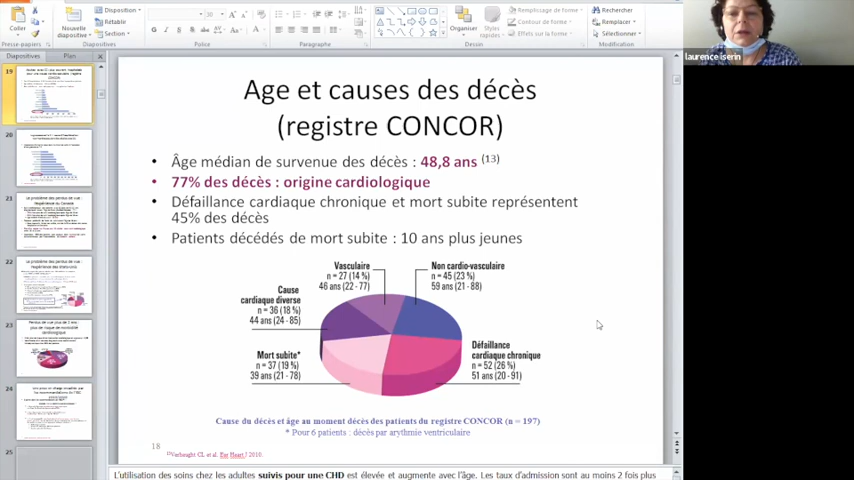 Copier
Nouvelle diapositive
Disposition
Rétablir
Section
Organiser
Styles rapides
Remplissage de forme
Contour de forme
Effets sur la forme
Rechercher
Remplacer
Sélectionner
Presse-papiers
Diapositives
Police
Paragraphe
Dessin
Modification
Diapositives
Plan
laurence iserin
19
20
21
22
23
24
25
Age et causes des décès
(registre CONCOR)
• Âge médian de survenue des décès : 48,8 ans (13)
• 77% des décès : origine cardiologique
• Défaillance cardiaque chronique et mort subite représentent
45% des décès
• Patients décédés de mort subite : 10 ans plus jeunes
Vasculaire
n = 27 (14 %)
46 ans (22-77)
Non cardio-vasculaire
n = 45 (23 %)
59 ans (21-88)
Cause
cardiaque diverse
n = 36 (18 %)
44 ans (24-85)
Mort subite*
n = 37 (19 %)
39 ans (21-78)
Défaillance
cardiaque chronique
n = 52 (26 %)
51 ans (20-91)
Cause du décès et âge au moment décès des patients du registre CONCOR (n = 197)
* Pour 6 patients : décès par arythmie ventriculaire
18
13Verheught CL et al. Eur Heart J 2010.
L'utilisation des soins chez les adultes suivis pour une CHD est élevée et augmente avec l'âge. Les taux d'admission sont au moins 2 fois plus